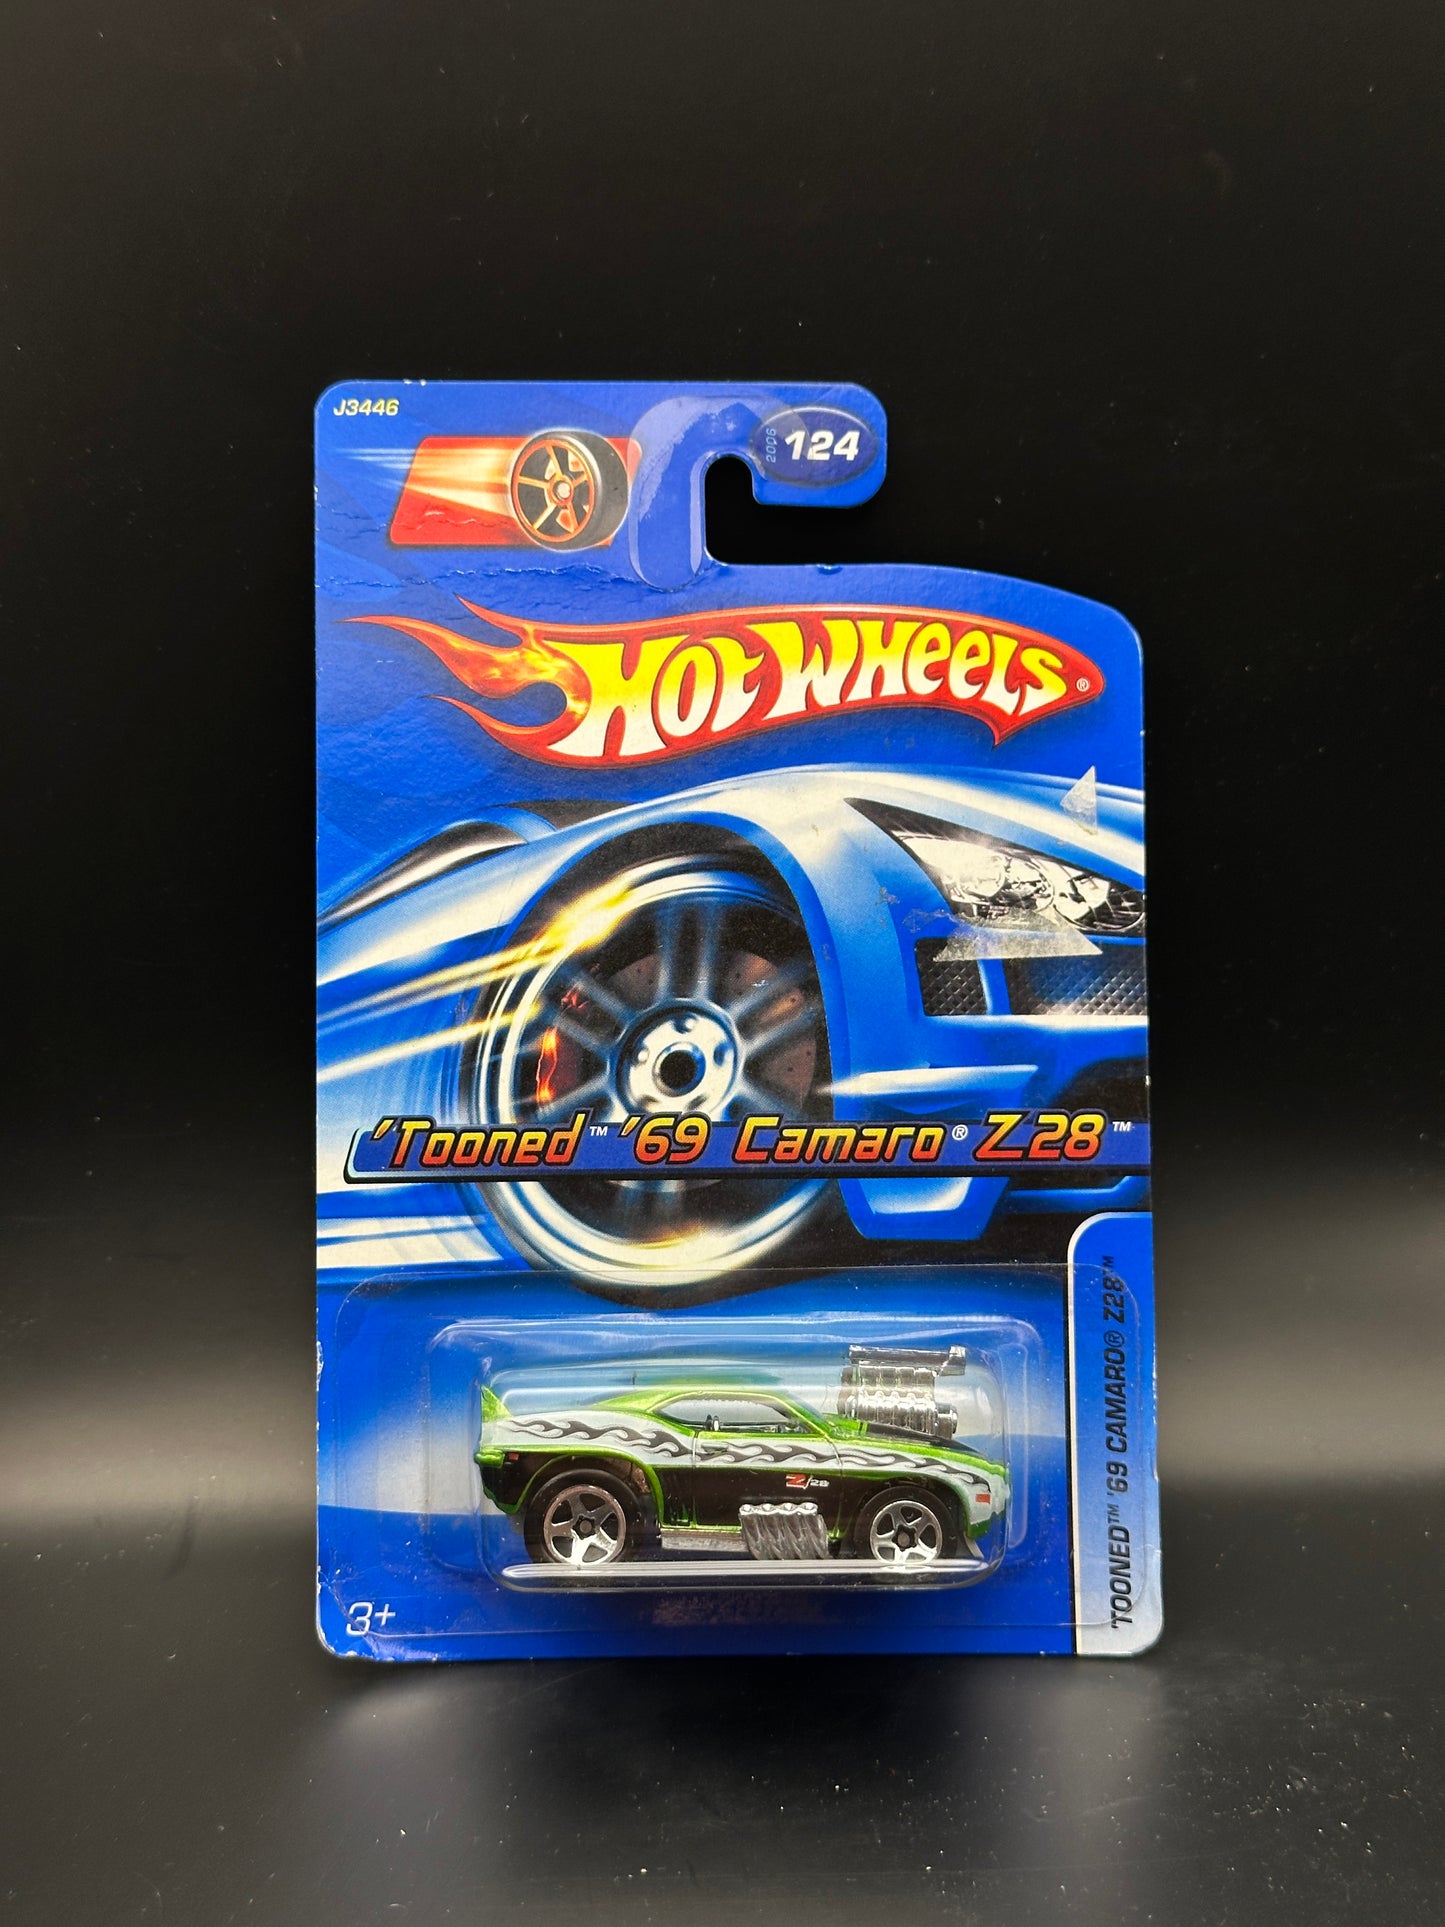 J3446
2006
124
HOT WHEELS®
'Tooned™ '69 Camaro® Z28™
'TOONED™ '69 CAMARO® Z28™
Z/28
3+